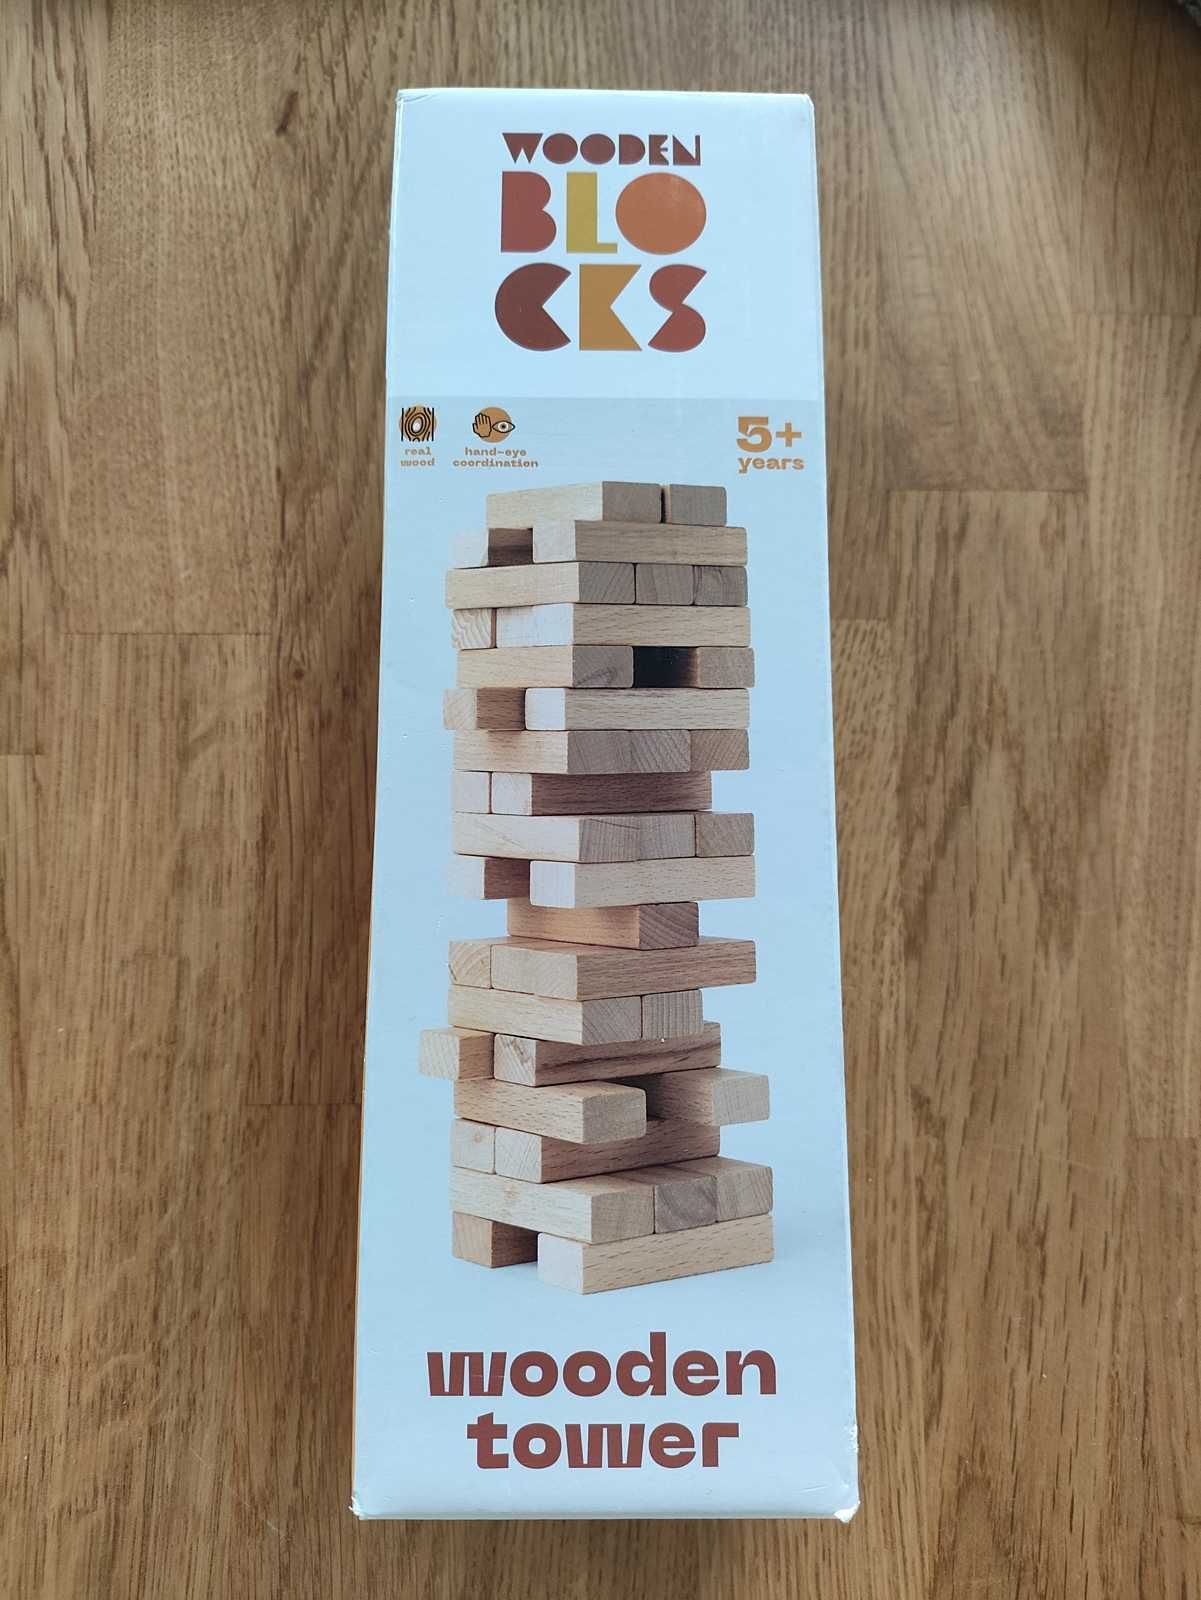 WOODEN
BLO
CKS
real
wood
hand-eye
coordination
5+
years
wooden
tower